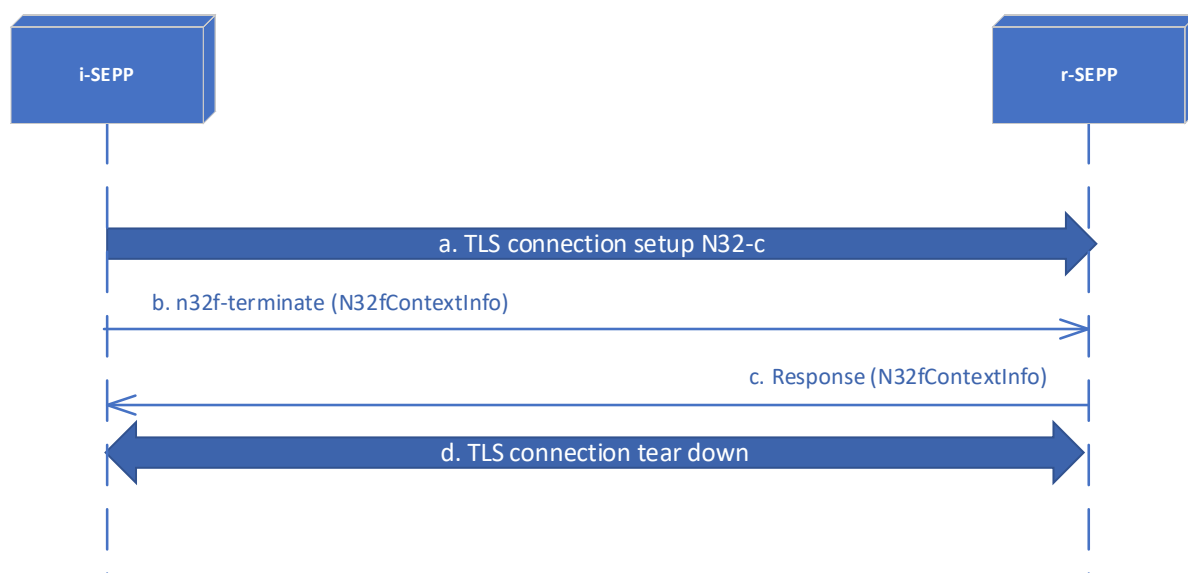 i-SEPP
r-SEPP
a. TLS connection setup N32-c
b. n32f-terminate (N32fContextInfo)
c. Response (N32fContextInfo)
d. TLS connection tear down